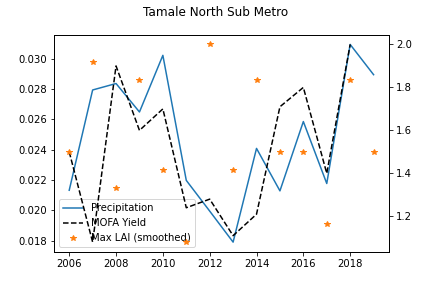 Tamale North Sub Metro
0.030
0.028
0.026
0.024
0.022
0.020
0.018
2.0
1.8
1.6
1.4
1.2
Precipitation
MOFA Yield
Max LAI (smoothed)
2006 2008 2010 2012 2014 2016 2018